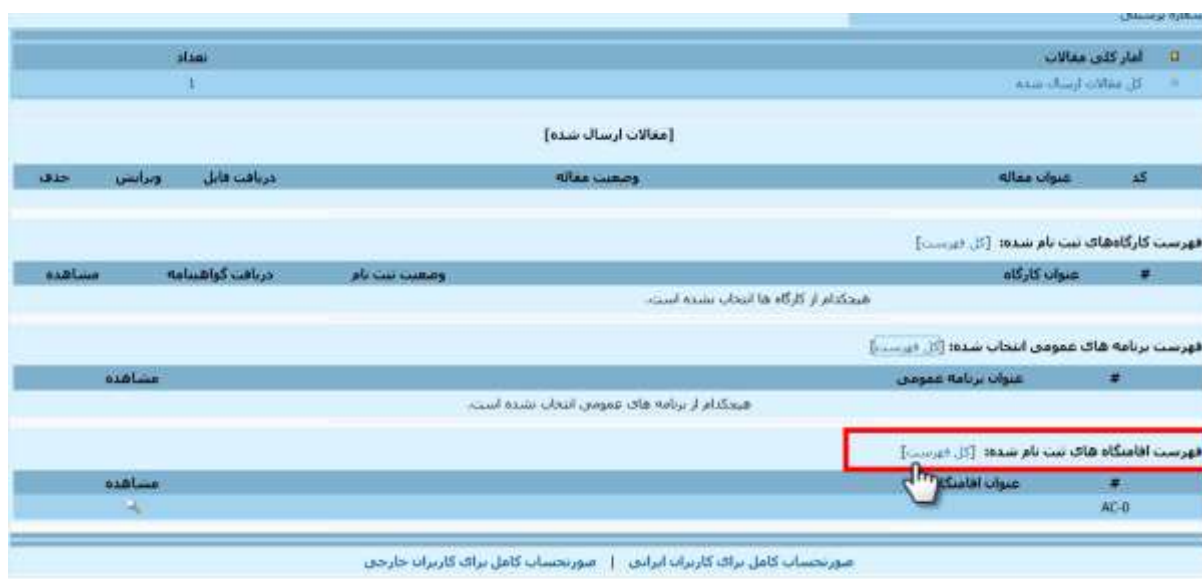 آمار کلی مقالات تعداد
کل مقالات ارسال شده 1
[مقالات ارسال شده]
کد عنوان مقاله وضعیت مقاله دریافت فایل ویرایش حذف
فهرست کارگاه‌های ثبت نام شده: [کل فهرست]
# عنوان کارگاه وضعیت ثبت نام دریافت گواهینامه مشاهده
هیچکدام از کارگاه ها انتخاب نشده است.
فهرست برنامه های عمومی انتخاب شده: [کل فهرست]
# عنوان برنامه عمومی مشاهده
هیچکدام از برنامه های عمومی انتخاب نشده است.
فهرست اقامتگاه های ثبت نام شده: [کل فهرست]
# عنوان مشاهده
AC-0
صورتحساب کامل برای کاربران ایرانی | صورتحساب کامل برای کاربران خارجی